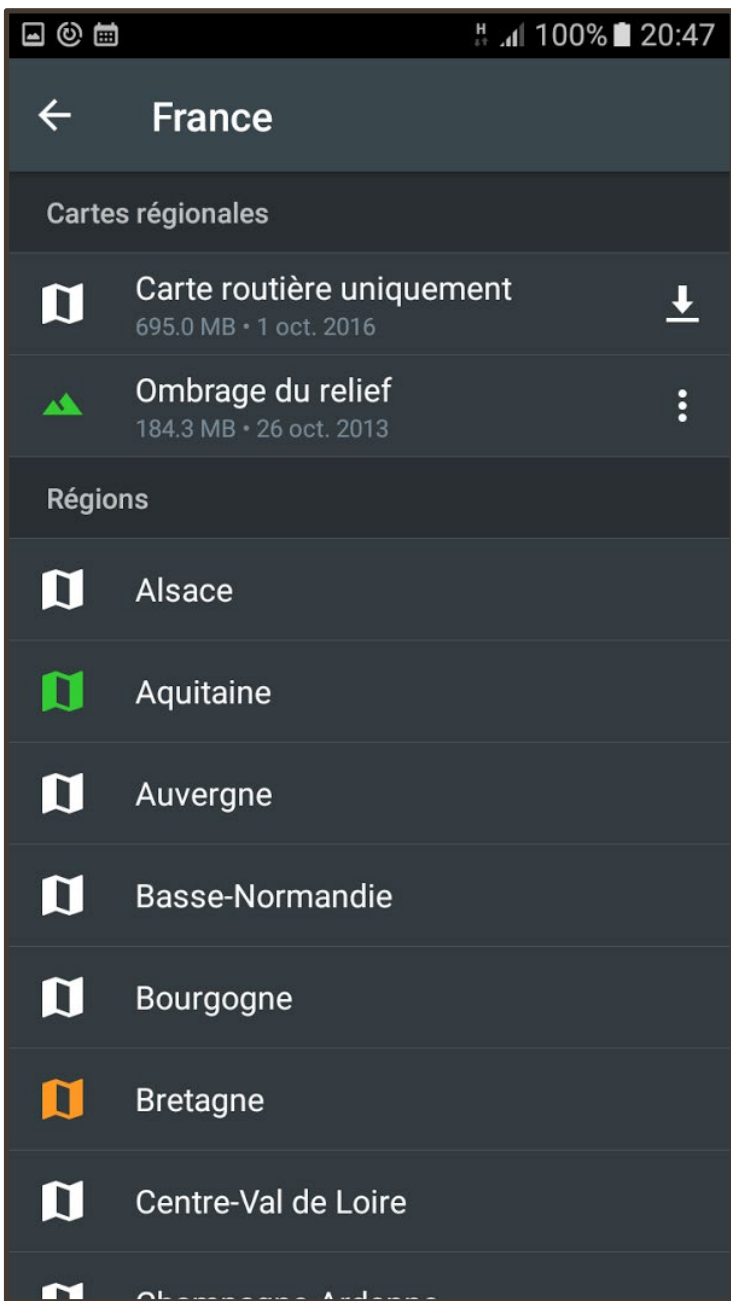 H 100% 20:47
France
Cartes régionales
Carte routière uniquement
695.0 MB • 1 oct. 2016
Ombrage du relief
184.3 MB • 26 oct. 2013
Régions
Alsace
Aquitaine
Auvergne
Basse-Normandie
Bourgogne
Bretagne
Centre-Val de Loire